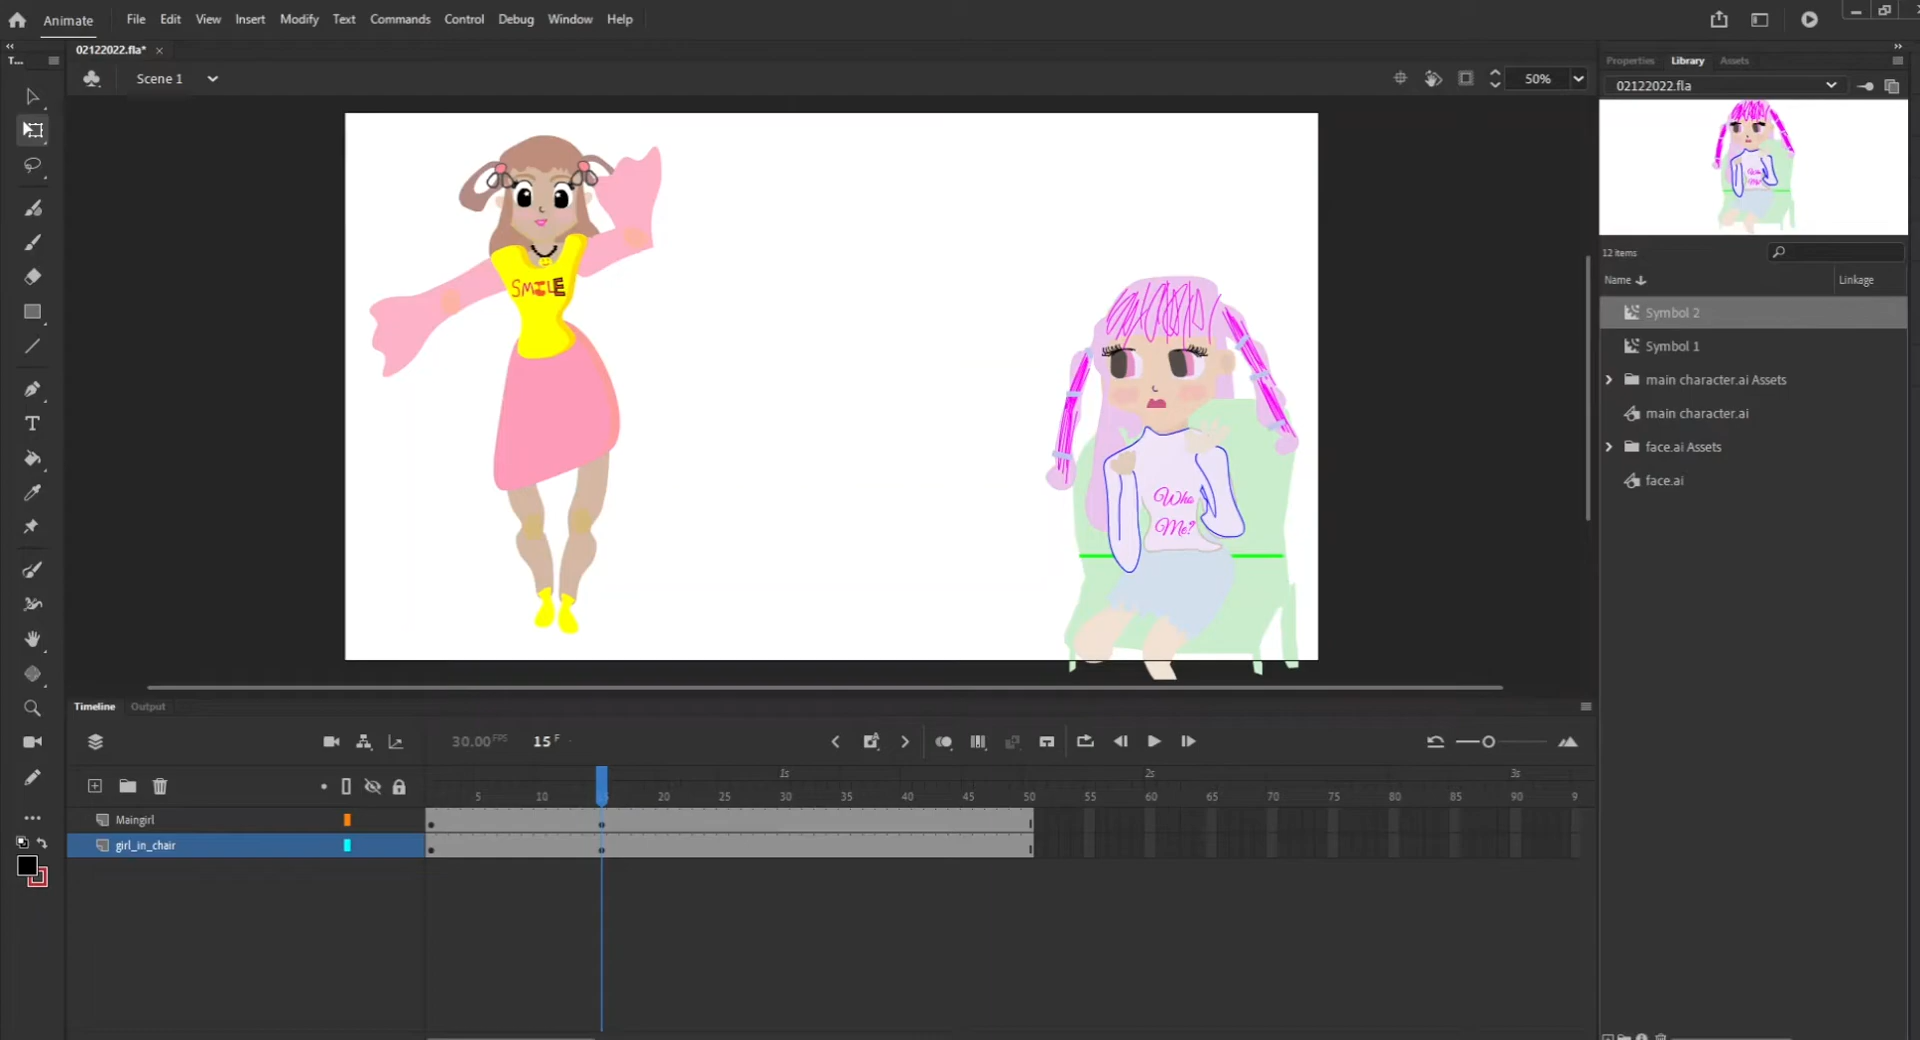 Animate File Edit View Insert Modify Text Commands Control Debug Window Help
02122022.fla* ×
T...
Scene 1 50%
Properties Library Assets
02122022.fla
SMILE
Who
Me?
12 items
Name Linkage
Symbol 2
Symbol 1
main character.ai Assets
main character.ai
face.ai Assets
face.ai
Timeline Output
30.00 FPS 15 F
1s 2s 3s
5 10 20 25 30 35 40 45 50 55 60 65 70 75 80 85 90 9
Maingirl
girl_in_chair